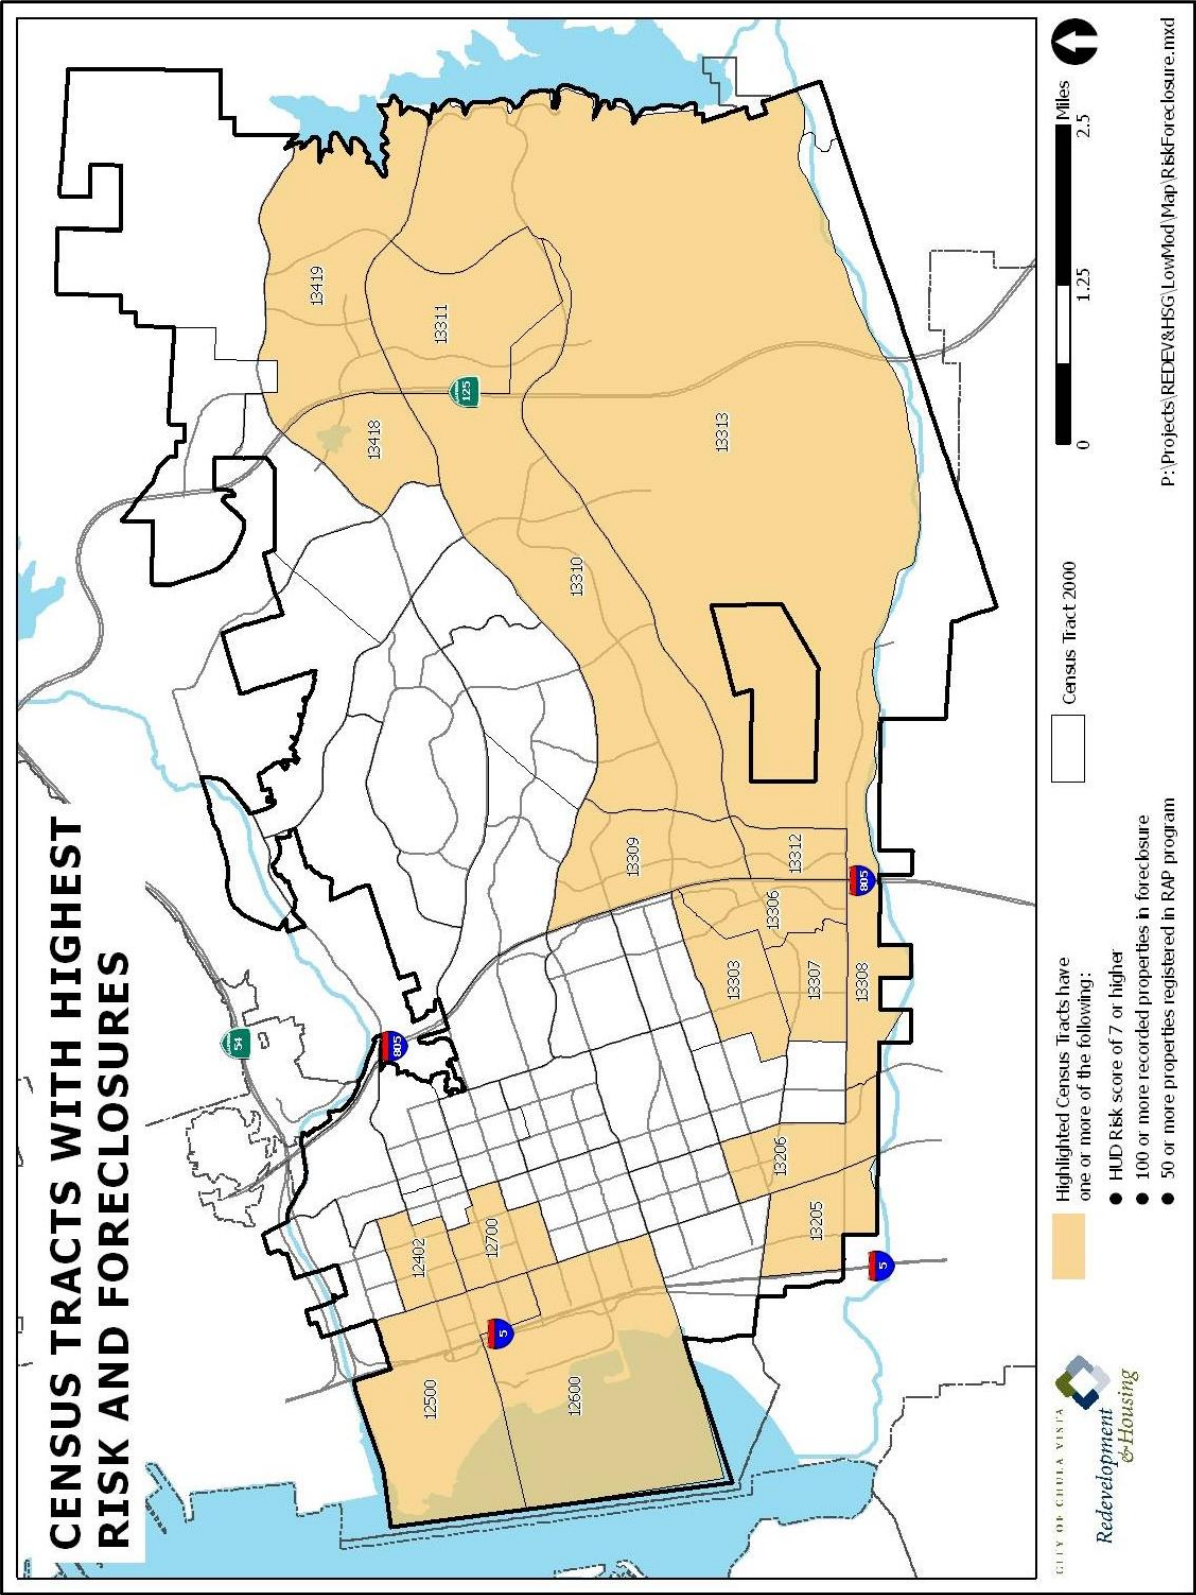 CENSUS TRACTS WITH HIGHEST
RISK AND FORECLOSURES
54
805
125
13419
13311
13418
13313
13310
13309
13312
13306
13303
13307
13308
805
13206
13205
12402
12700
5
5
12500
12600
CITY OF CHULA VISTA
Redevelopment
& Housing
Highlighted Census Tracts have
one or more of the following:
● HUD Risk score of 7 or higher
● 100 or more recorded properties in foreclosure
● 50 or more properties registered in RAP program
Census Tract 2000
0 1.25 2.5
Miles
P:\Projects\REDEV&HSG\LowMod\Map\RiskForeclosure.mxd